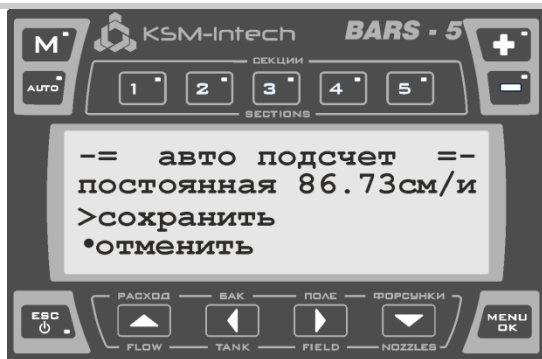 M
KSM-Intech
BARS - 5
+
AUTO
СЕКЦИИ
-
1 2 3 4 5
SECTIONS
-= авто подсчет =-
постоянная 86.73см/и
>сохранить
•отменить
ESC
РАСХОД БАК ПОЛЕ ФОРСУНКИ
MENU
OK
FLOW TANK FIELD NOZZLES